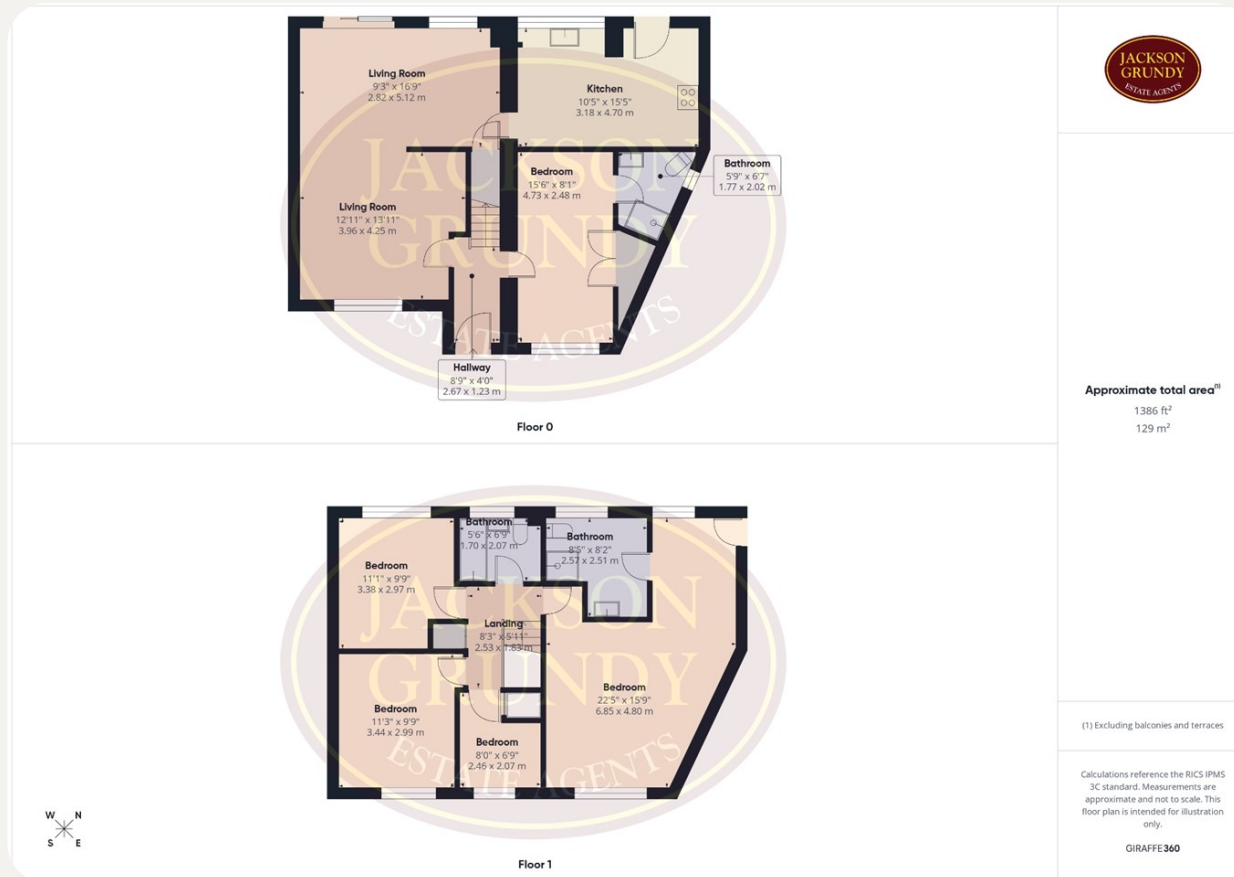 Living Room
9'3" x 16'9"
2.82 x 5.12 m
Kitchen
10'5" x 15'5"
3.18 x 4.70 m
Bedroom
15'6" x 8'1"
4.73 x 2.48 m
Bathroom
5'9" x 6'7"
1.77 x 2.02 m
Living Room
12'11" x 13'11"
3.96 x 4.25 m
Hallway
8'9" x 4'0"
2.67 x 1.23 m
JACKSON
GRUNDY
ESTATE AGENTS
Floor 0
Bathroom
5'6" x 6'9"
1.70 x 2.07 m
Bathroom
8'5" x 8'2"
2.57 x 2.51 m
Bedroom
11'1" x 9'9"
3.38 x 2.97 m
Landing
8'3" x 5'11"
2.53 x 1.83 m
Bedroom
22'5" x 15'9"
6.85 x 4.80 m
Bedroom
11'3" x 9'9"
3.44 x 2.99 m
Bedroom
8'0" x 6'9"
2.46 x 2.07 m
JACKSON
GRUNDY
ESTATE AGENTS
W N
S E
Floor 1
JACKSON
GRUNDY
ESTATE AGENTS
Approximate total area(1)
1386 ft²
129 m²
(1) Excluding balconies and terraces
Calculations reference the RICS IPMS
3C standard. Measurements are
approximate and not to scale. This
floor plan is intended for illustration
only.
GIRAFFE360